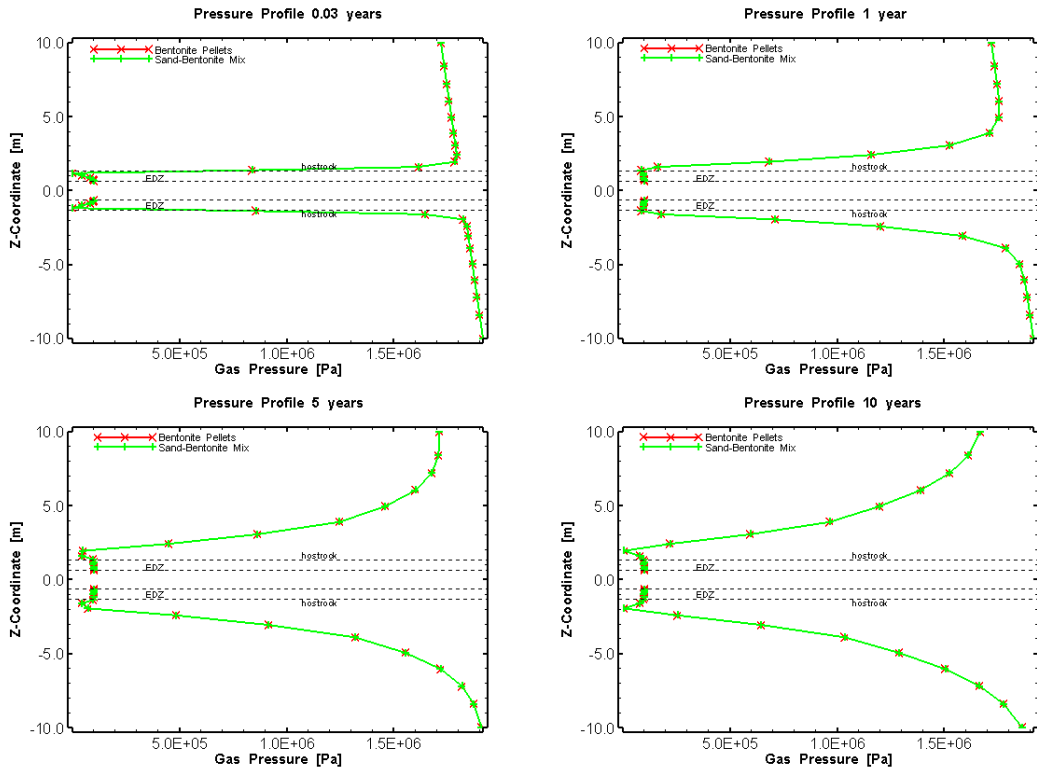 Pressure Profile 0.03 years
10.0
Bentonite Pellets
Sand-Bentonite Mix
5.0
Z-Coordinate [m]
hostrock
EDZ
0.0
EDZ
hostrock
-5.0
-10.0
5.0E+05 1.0E+06 1.5E+06
Gas Pressure [Pa]
Pressure Profile 1 year
10.0
Bentonite Pellets
Sand-Bentonite Mix
5.0
Z-Coordinate [m]
hostrock
EDZ
0.0
EDZ
hostrock
-5.0
-10.0
5.0E+05 1.0E+06 1.5E+06
Gas Pressure [Pa]
Pressure Profile 5 years
10.0
Bentonite Pellets
Sand-Bentonite Mix
5.0
Z-Coordinate [m]
hostrock
EDZ
0.0
EDZ
hostrock
-5.0
-10.0
5.0E+05 1.0E+06 1.5E+06
Gas Pressure [Pa]
Pressure Profile 10 years
10.0
Bentonite Pellets
Sand-Bentonite Mix
5.0
Z-Coordinate [m]
hostrock
EDZ
0.0
EDZ
hostrock
-5.0
-10.0
5.0E+05 1.0E+06 1.5E+06
Gas Pressure [Pa]